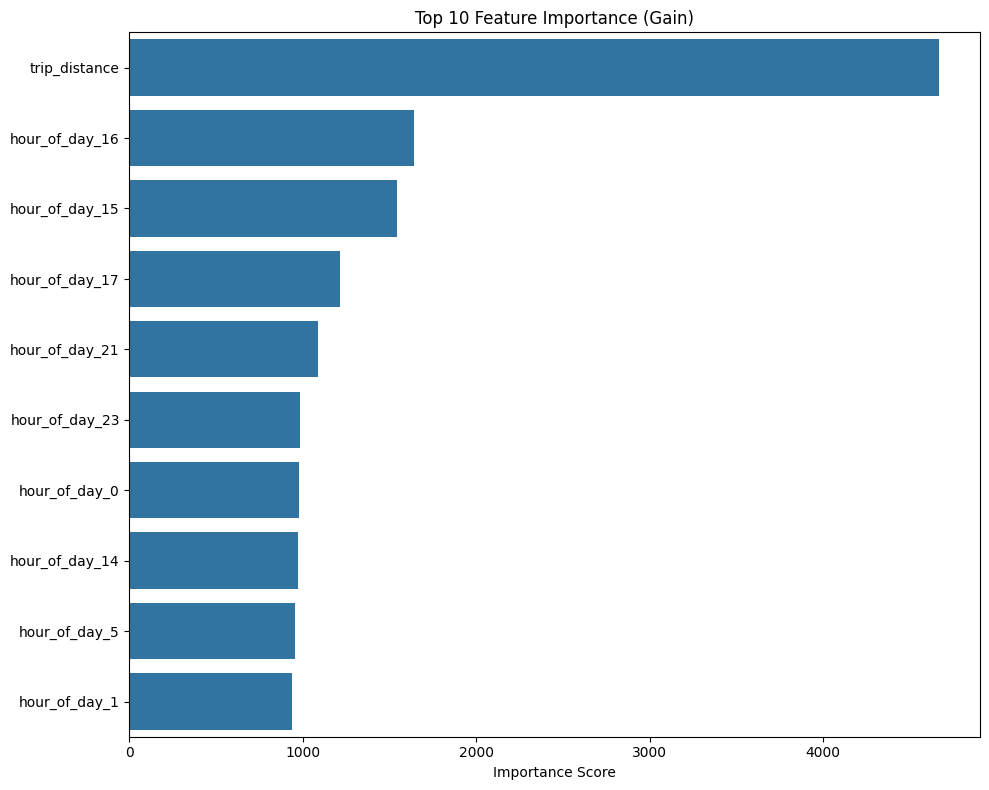 Top 10 Feature Importance (Gain)
trip_distance
hour_of_day_16
hour_of_day_15
hour_of_day_17
hour_of_day_21
hour_of_day_23
hour_of_day_0
hour_of_day_14
hour_of_day_5
hour_of_day_1
0 1000 2000 3000 4000
Importance Score